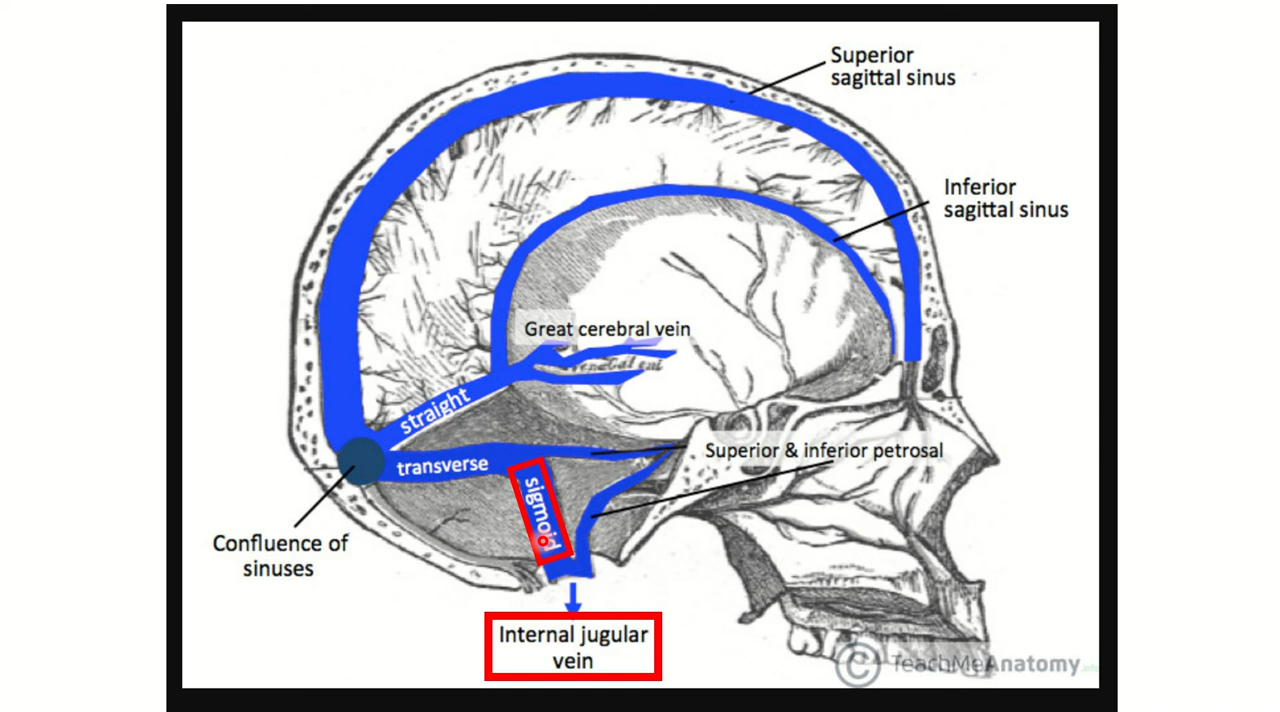 Superior
sagittal sinus
Inferior
sagittal sinus
Great cerebral vein
straight
transverse
Superior & inferior petrosal
sigmoid
Confluence of
sinuses
Internal jugular
vein
© TeachMeAnatomy